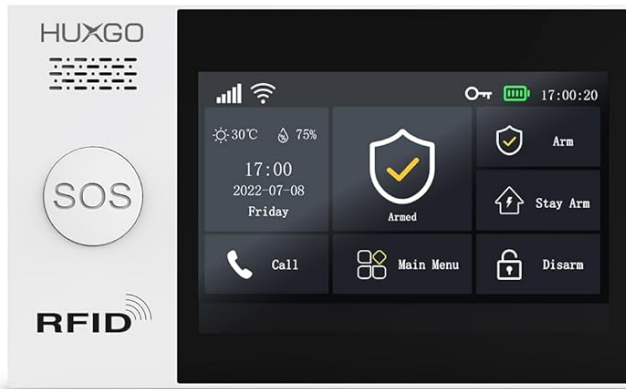 HUXGO
SOS
RFID
17:00:20
30℃ 75%
17:00
2022-07-08
Friday
Armed
Arm
Stay Arm
Call
Main Menu
Disarm